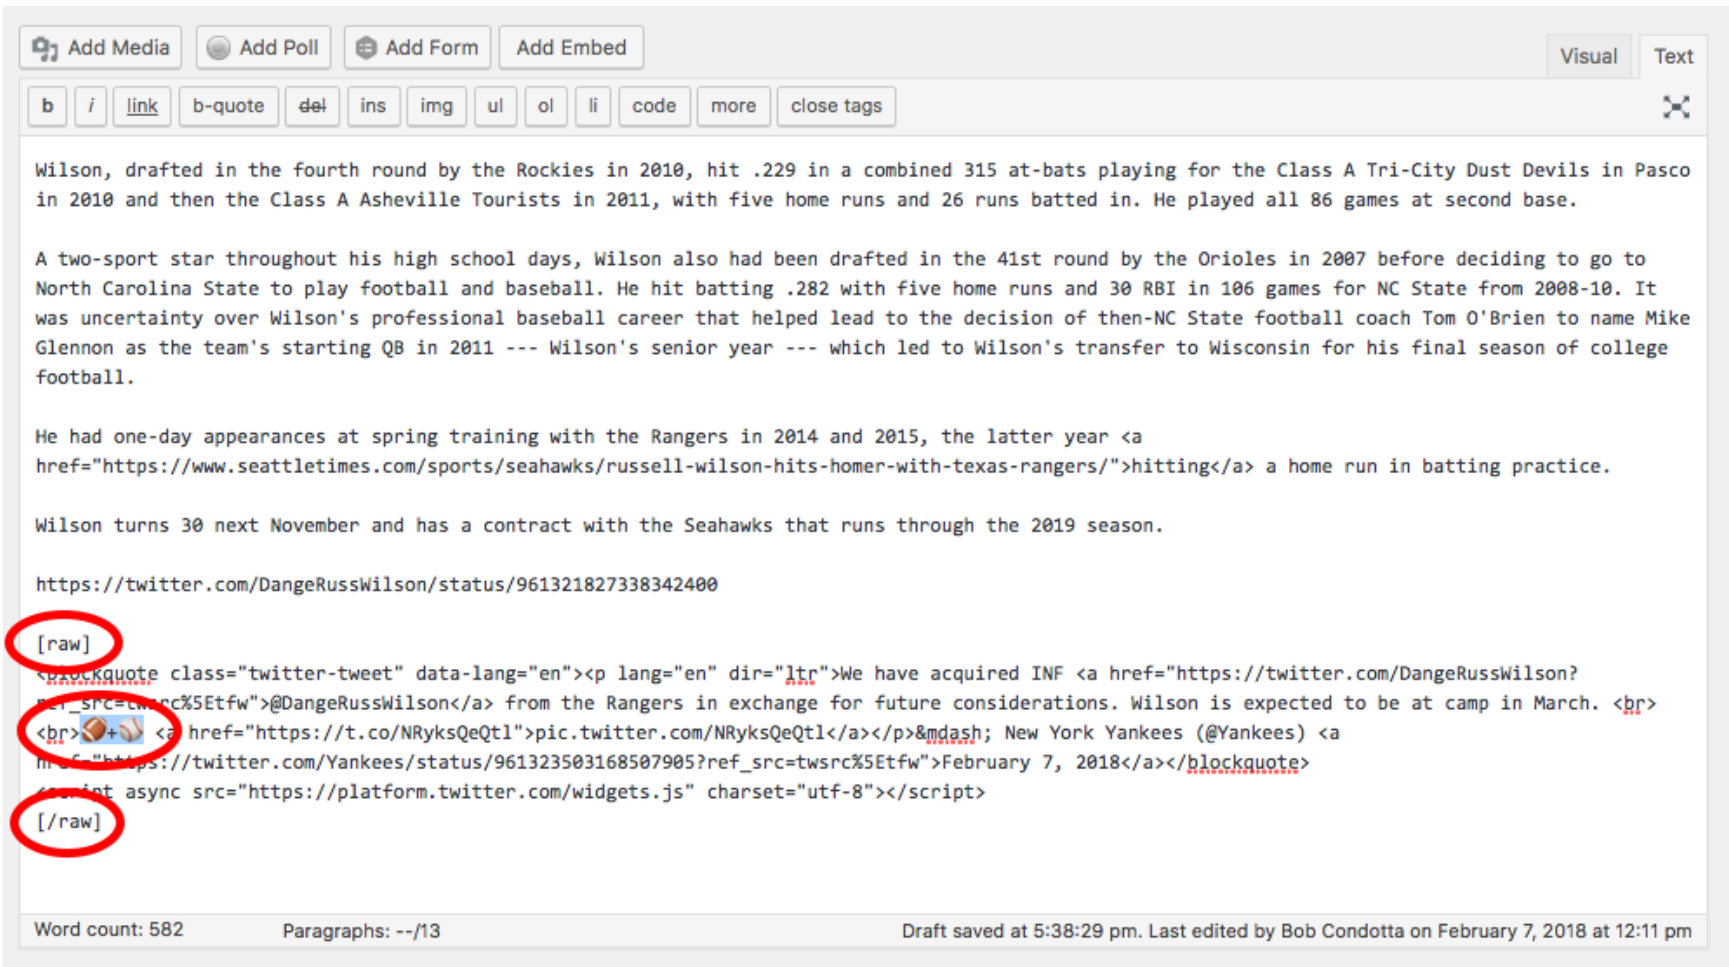 Add Media Add Poll Add Form Add Embed
Visual Text
b i link b-quote del ins img ul ol li code more close tags
Wilson, drafted in the fourth round by the Rockies in 2010, hit .229 in a combined 315 at-bats playing for the Class A Tri-City Dust Devils in Pasco
in 2010 and then the Class A Asheville Tourists in 2011, with five home runs and 26 runs batted in. He played all 86 games at second base.
A two-sport star throughout his high school days, Wilson also had been drafted in the 41st round by the Orioles in 2007 before deciding to go to
North Carolina State to play football and baseball. He hit batting .282 with five home runs and 30 RBI in 106 games for NC State from 2008-10. It
was uncertainty over Wilson's professional baseball career that helped lead to the decision of then-NC State football coach Tom O'Brien to name Mike
Glennon as the team's starting QB in 2011 --- Wilson's senior year --- which led to Wilson's transfer to Wisconsin for his final season of college
football.
He had one-day appearances at spring training with the Rangers in 2014 and 2015, the latter year <a
href="https://www.seattletimes.com/sports/seahawks/russell-wilson-hits-homer-with-texas-rangers/">hitting</a> a home run in batting practice.
Wilson turns 30 next November and has a contract with the Seahawks that runs through the 2019 season.
https://twitter.com/DangeRussWilson/status/961321827338342400
[raw]
<blockquote class="twitter-tweet" data-lang="en"><p lang="en" dir="ltr">We have acquired INF <a href="https://twitter.com/DangeRussWilson?
ref_src=twsrc%5Etfw">@DangeRussWilson</a> from the Rangers in exchange for future considerations. Wilson is expected to be at camp in March. <br>
<br>🏈+⚾ <a href="https://t.co/NRyksQeQtl">pic.twitter.com/NRyksQeQtl</a></p>&mdash; New York Yankees (@Yankees) <a
href="https://twitter.com/Yankees/status/961323503168507905?ref_src=twsrc%5Etfw">February 7, 2018</a></blockquote>
<script async src="https://platform.twitter.com/widgets.js" charset="utf-8"></script>
[/raw]
Word count: 582 Paragraphs: --/13 Draft saved at 5:38:29 pm. Last edited by Bob Condotta on February 7, 2018 at 12:11 pm